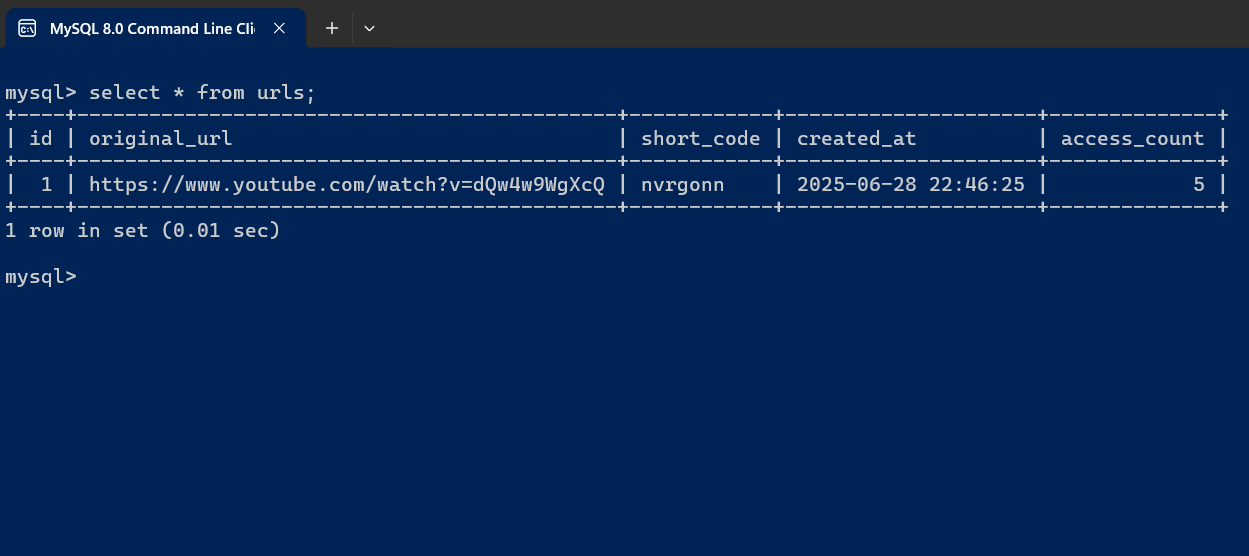 MySQL 8.0 Command Line Cli
mysql> select * from urls;
+----+---------------------------------------------+------------+---------------------+--------------+
| id | original_url                                | short_code | created_at          | access_count |
+----+---------------------------------------------+------------+---------------------+--------------+
|  1 | https://www.youtube.com/watch?v=dQw4w9WgXcQ | nvrgonn    | 2025-06-28 22:46:25 |            5 |
+----+---------------------------------------------+------------+---------------------+--------------+
1 row in set (0.01 sec)
mysql>